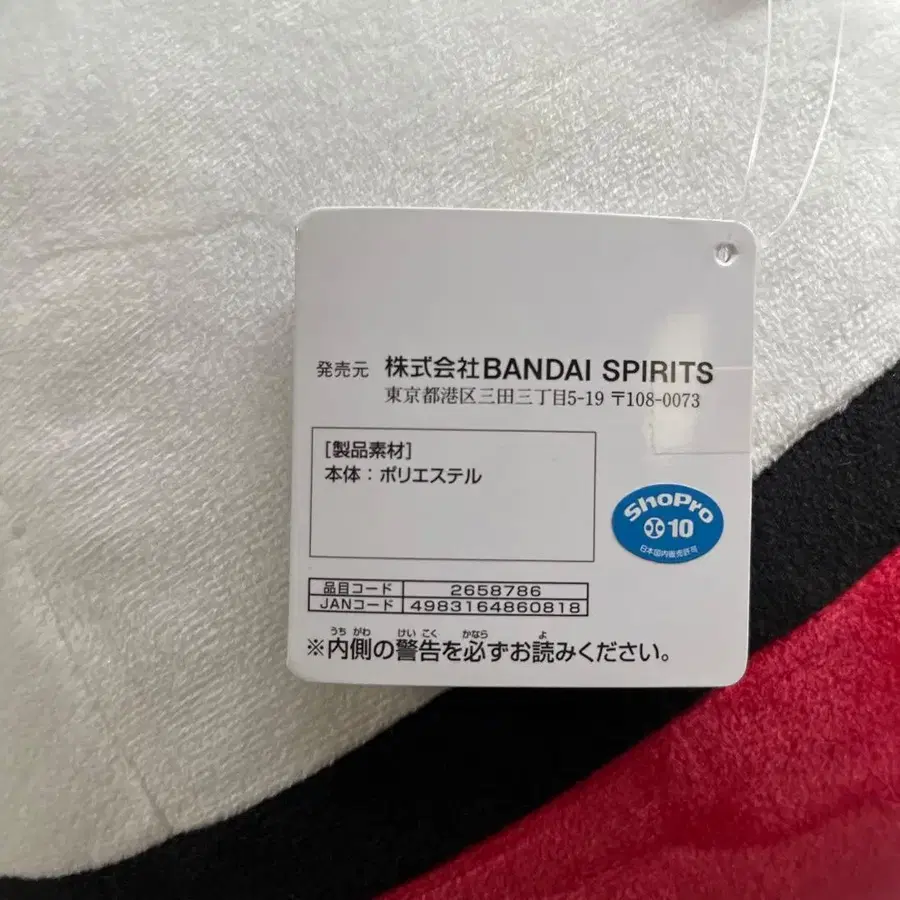 発売元 株式会社BANDAI SPIRITS
東京都港区三田三丁目5-19 〒108-0073
[製品素材]
本体：ポリエステル
ShoPro
10
日本国内販売許可
品目コード 2658786
JANコード 4983164860818
※内側の警告を必ずお読みください。
うち がわ けい こく かなら よ